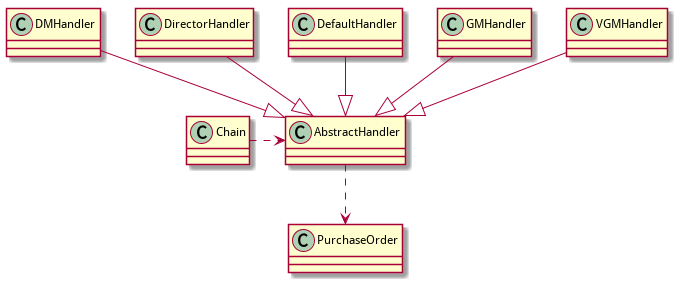 C DMHandler
C DirectorHandler
C DefaultHandler
C GMHandler
C VGMHandler
C Chain
C AbstractHandler
C PurchaseOrder